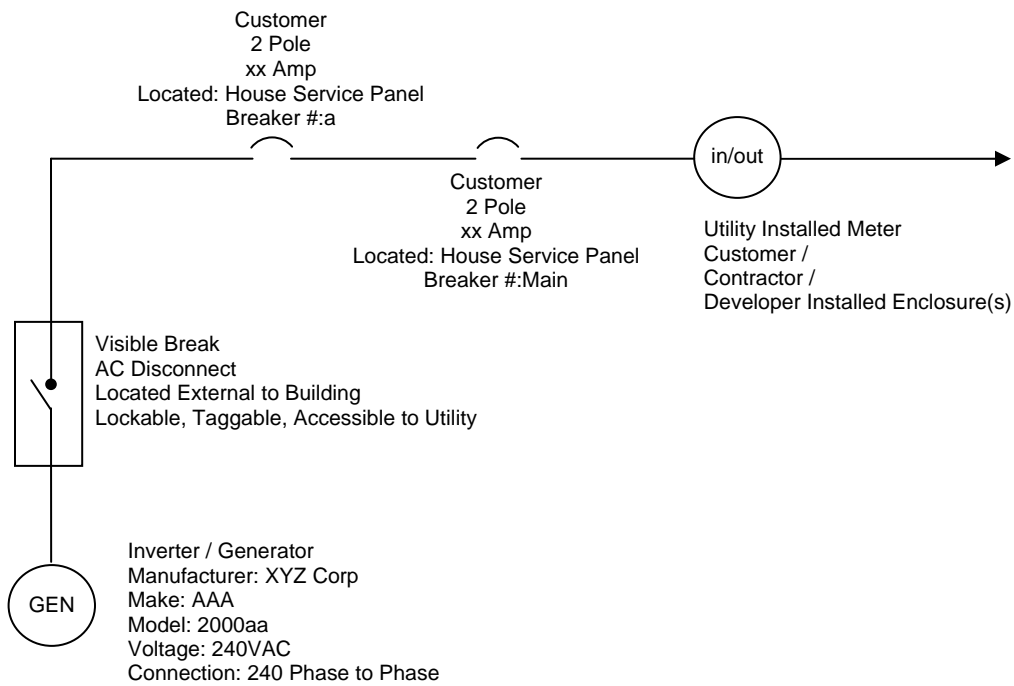 Customer
2 Pole
xx Amp
Located: House Service Panel
Breaker #:a
in/out
Customer
2 Pole
xx Amp
Located: House Service Panel
Breaker #:Main
Utility Installed Meter
Customer /
Contractor /
Developer Installed Enclosure(s)
Visible Break
AC Disconnect
Located External to Building
Lockable, Taggable, Accessible to Utility
GEN
Inverter / Generator
Manufacturer: XYZ Corp
Make: AAA
Model: 2000aa
Voltage: 240VAC
Connection: 240 Phase to Phase